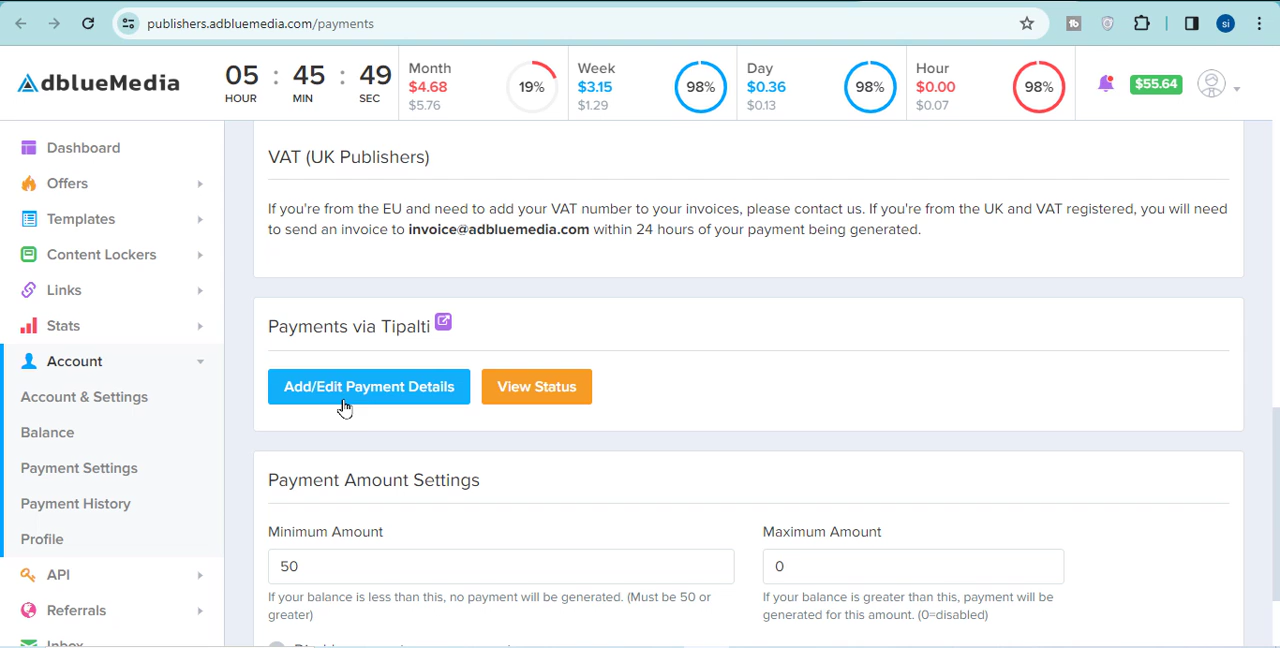 publishers.adbluemedia.com/payments
si
AdblueMedia
05 : 45 : 49
HOUR MIN SEC
Month
$4.68
$5.76
19%
Week
$3.15
$1.29
98%
Day
$0.36
$0.13
98%
Hour
$0.00
$0.07
98%
$55.64
Dashboard
Offers
Templates
Content Lockers
Links
Stats
Account
Account & Settings
Balance
Payment Settings
Payment History
Profile
API
Referrals
Inbox
VAT (UK Publishers)
If you're from the EU and need to add your VAT number to your invoices, please contact us. If you're from the UK and VAT registered, you will need
to send an invoice to invoice@adbluemedia.com within 24 hours of your payment being generated.
Payments via Tipalti
Add/Edit Payment Details
View Status
Payment Amount Settings
Minimum Amount
50
If your balance is less than this, no payment will be generated. (Must be 50 or
greater)
Maximum Amount
0
If your balance is greater than this, payment will be
generated for this amount. (0=disabled)